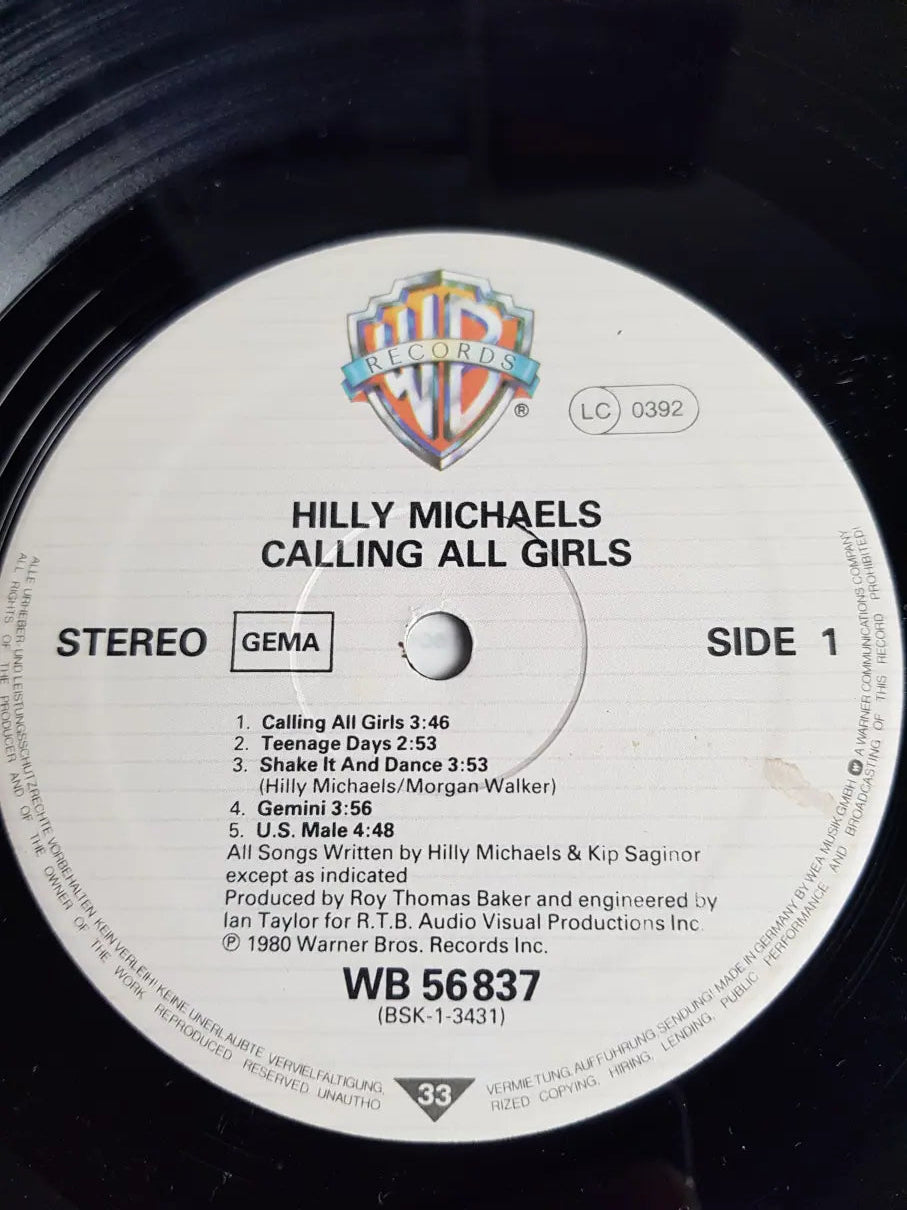 WB
RECORDS
®
LC 0392
HILLY MICHAELS
CALLING ALL GIRLS
STEREO GEMA SIDE 1
1. Calling All Girls 3:46
2. Teenage Days 2:53
3. Shake It And Dance 3:53
(Hilly Michaels/Morgan Walker)
4. Gemini 3:56
5. U.S. Male 4:48
All Songs Written by Hilly Michaels & Kip Saginor
except as indicated
Produced by Roy Thomas Baker and engineered by
Ian Taylor for R.T.B. Audio Visual Productions Inc.
℗ 1980 Warner Bros. Records Inc.
WB 56 837
(BSK-1-3431)
33
ALLE URHEBER- UND LEISTUNGSSCHUTZRECHTE VORBEHALTEN KEIN VERLEIH! KEINE UNERLAUBTE VERVIELFÄLTIGUNG, VERMIETUNG, AUFFÜHRUNG, SENDUNG! MADE IN GERMANY BY WEA MUSIK GMBH A WARNER COMMUNICATIONS COMPANY
ALL RIGHTS OF THE PRODUCER AND OF THE OWNER OF THE WORK REPRODUCED RESERVED UNAUTHORIZED COPYING, HIRING, LENDING, PUBLIC PERFORMANCE AND BROADCASTING OF THIS RECORD PROHIBITED!